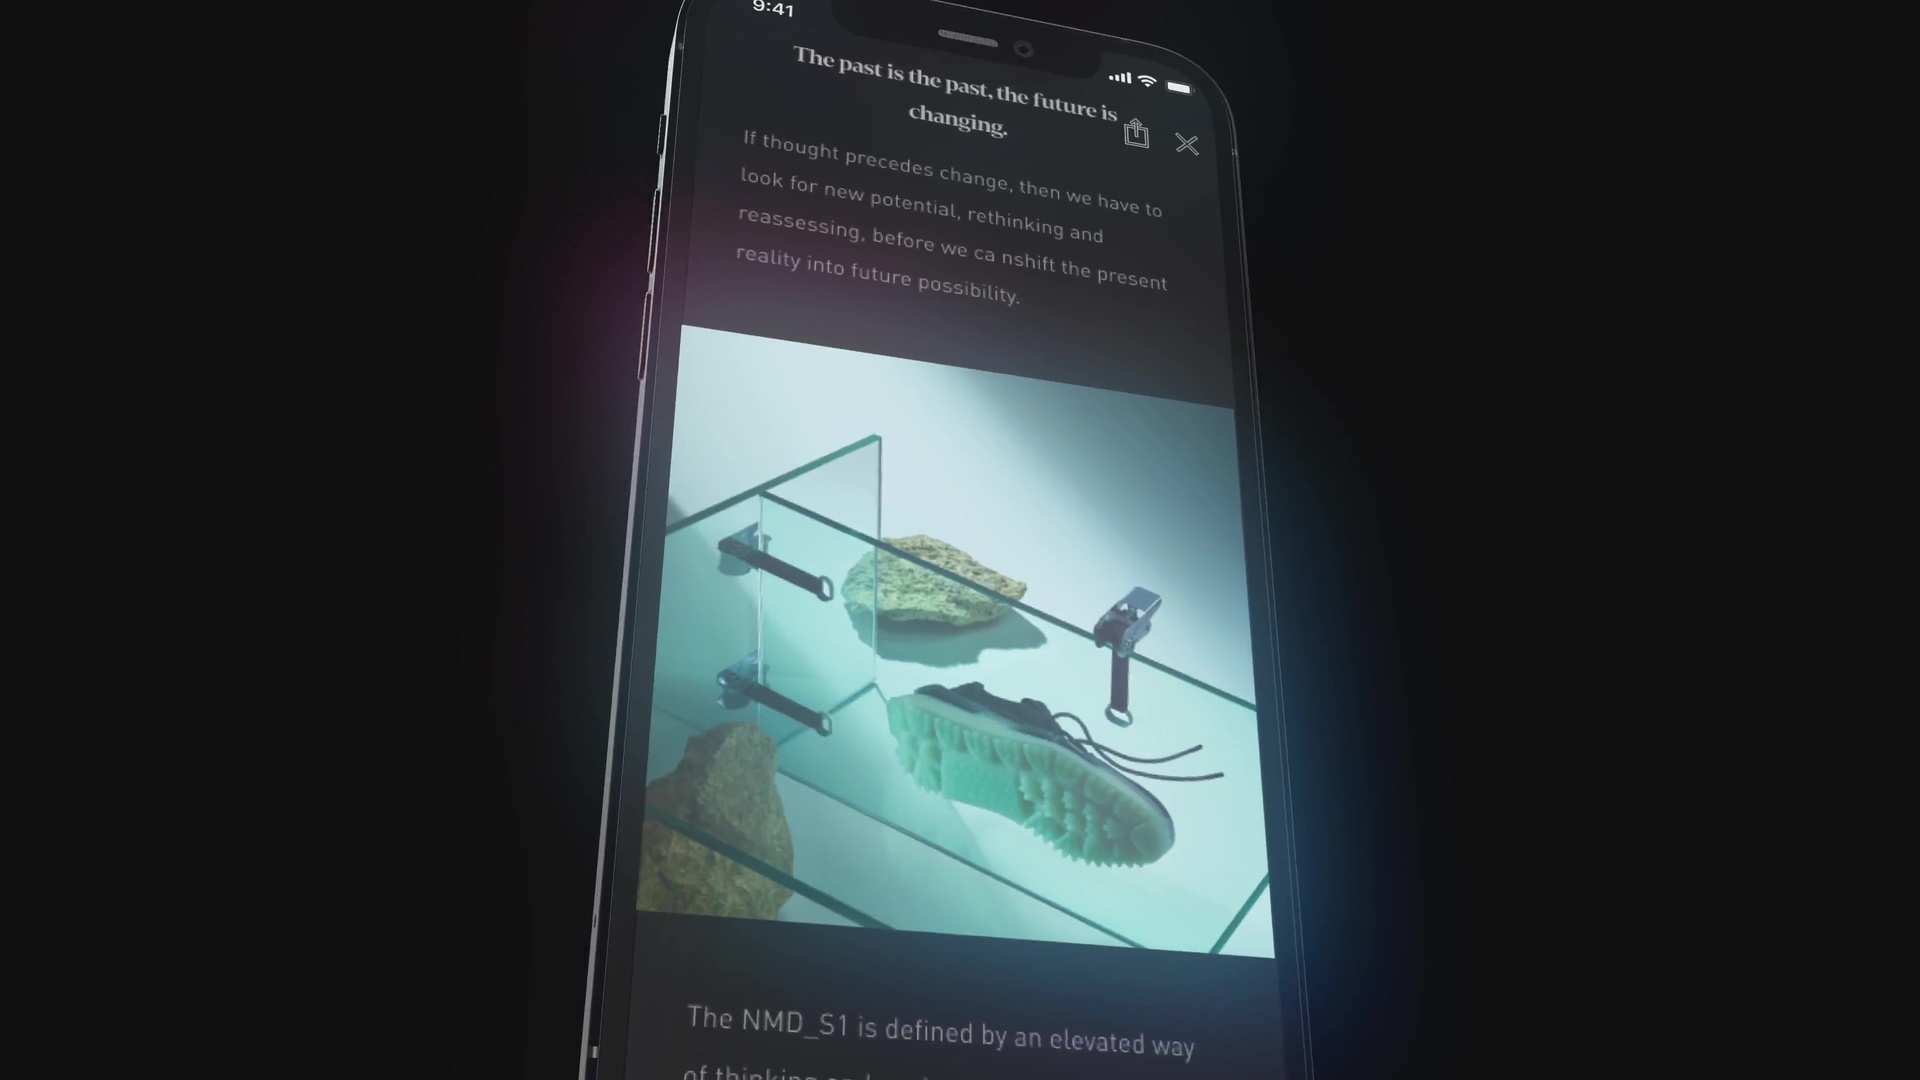 9:41
The past is the past, the future is
changing.
If thought precedes change, then we have to
look for new potential, rethinking and
reassessing, before we ca nshift the present
reality into future possibility.
The NMD_S1 is defined by an elevated way
of thinking